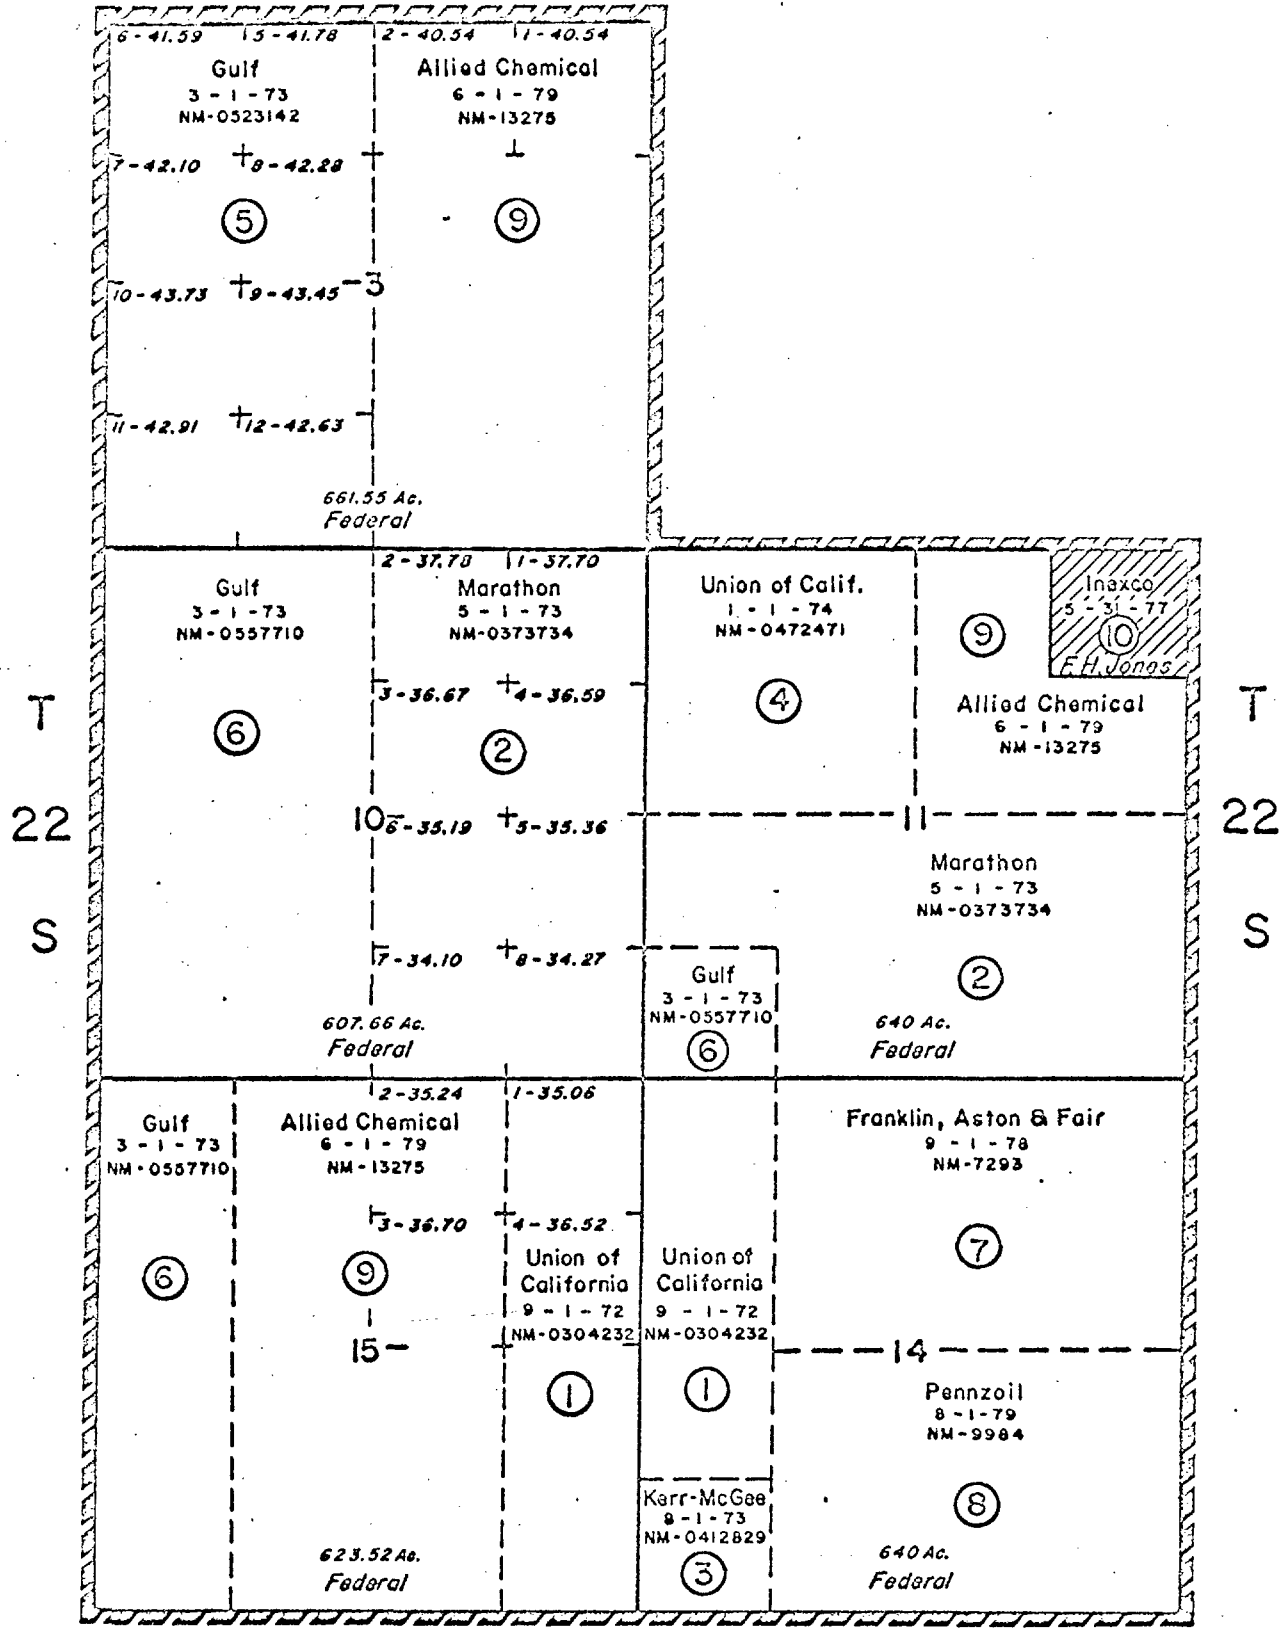 6-41.59 5-41.78 2-40.54 1-40.54
Gulf
3-1-73
NM-0523142
Allied Chemical
6-1-79
NM-13275
7-42.10 8-42.28
5
9
10-43.73 9-43.45 3
11-42.91 12-42.63
661.55 Ac.
Federal
2-37.78 1-37.70
Gulf
3-1-73
NM-0557710
Marathon
5-1-73
NM-0373734
Union of Calif.
1-1-74
NM-0472471
9
Inexco
5-31-77
10
F.H. Jones
3-36.67 4-36.59
T
6
2
4
Allied Chemical
6-1-79
NM-13275
T
22
10 6-35.19 5-35.36
11
22
Marathon
5-1-73
NM-0373734
S
S
7-34.10 8-34.27
Gulf
3-1-73
NM-0557710
6
2
607.66 Ac.
Federal
640 Ac.
Federal
2-35.24 1-35.06
Gulf
3-1-73
NM-0557710
Allied Chemical
6-1-79
NM-13275
Franklin, Aston & Fair
9-1-78
NM-7293
3-36.70 4-36.52
6
9
Union of
California
9-1-72
NM-0304232
Union of
California
9-1-72
NM-0304232
7
15
14
1
1
Pennzoil
8-1-79
NM-9984
Kerr-McGee
NM-0412829
3
8
623.52 Ac.
Federal
640 Ac.
Federal